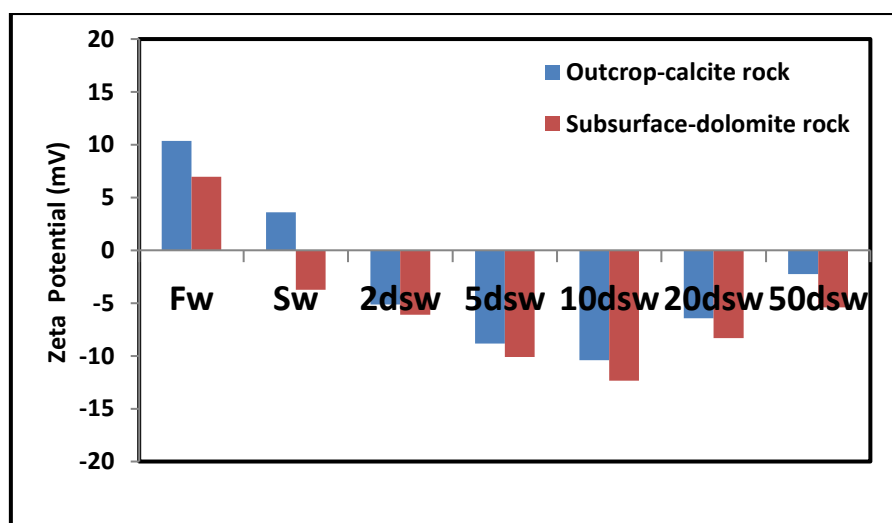 20
15
10
5
0
-5
-10
-15
-20
Zeta Potential (mV)
Outcrop-calcite rock
Subsurface-dolomite rock
Fw Sw 2dsw 5dsw 10dsw 20dsw 50dsw